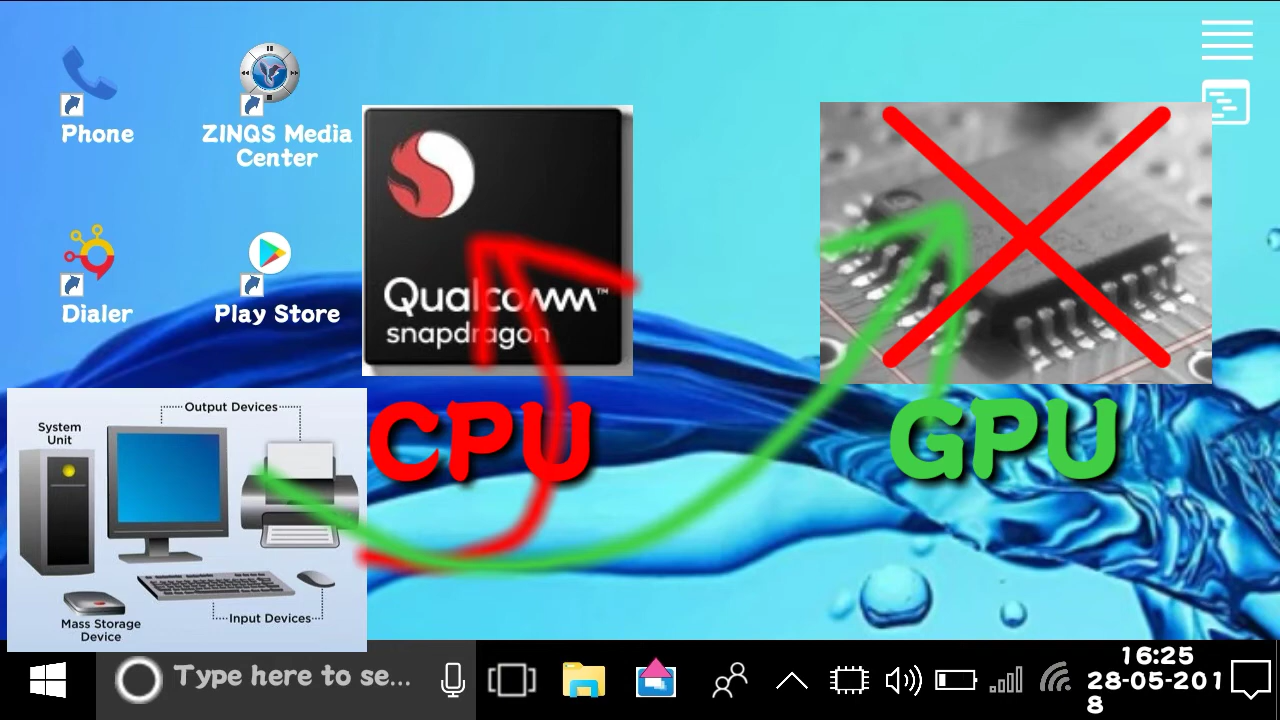 Phone
ZINQS Media
Center
Dialer
Play Store
Qualcomm™
snapdragon
CPU
GPU
Output Devices
System
Unit
Input Devices
Mass Storage
Device
Type here to se...
16:25
28-05-201
8